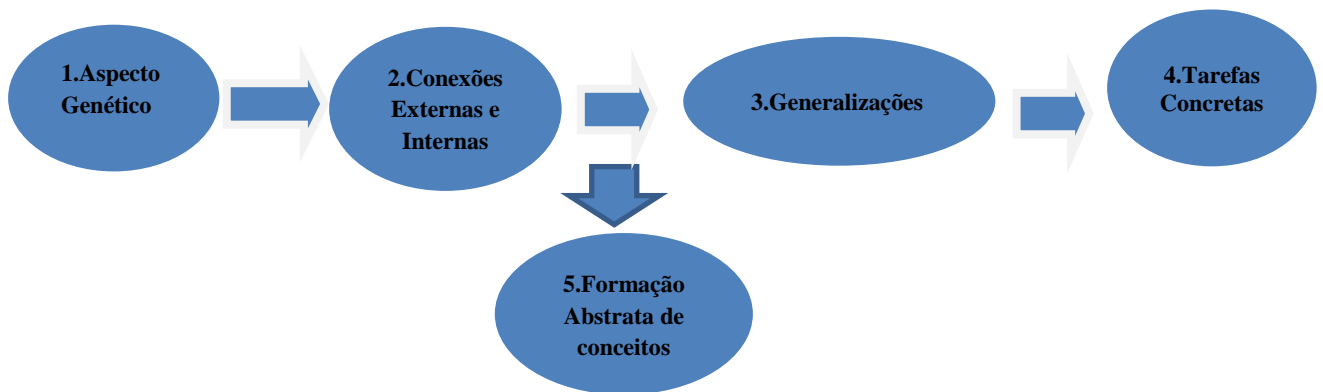 1.Aspecto
Genético
2.Conexões
Externas e
Internas
3.Generalizações
4.Tarefas
Concretas
5.Formação
Abstrata de
conceitos